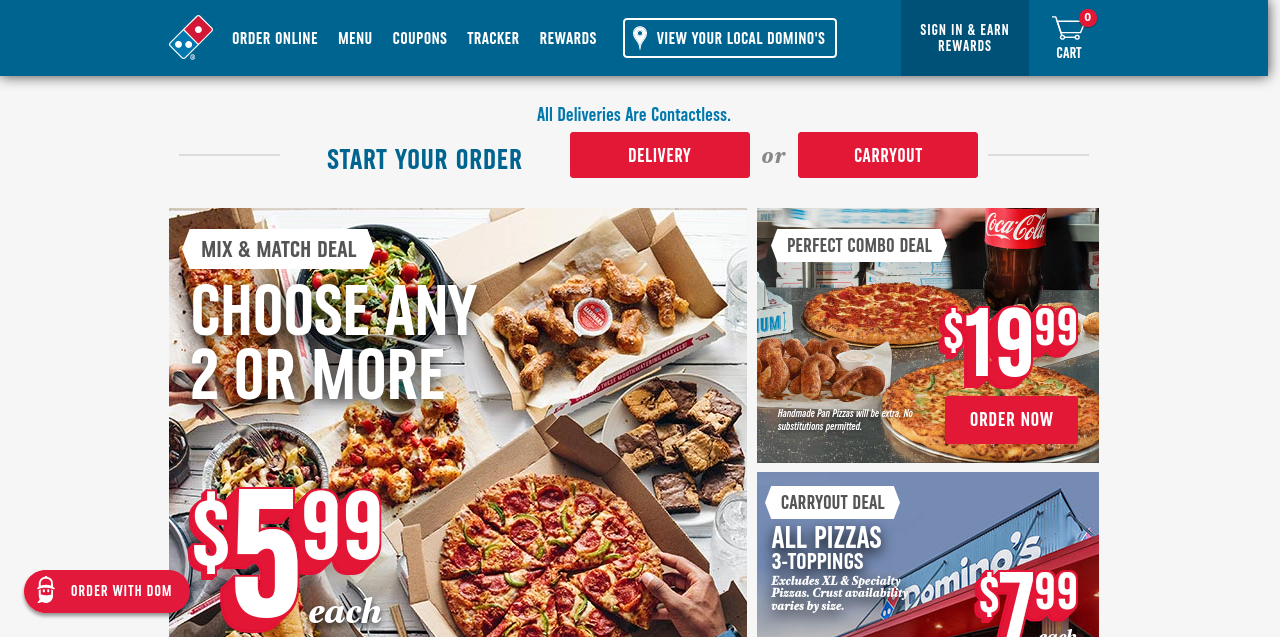 ORDER ONLINE
MENU
COUPONS
TRACKER
REWARDS
VIEW YOUR LOCAL DOMINO'S
SIGN IN & EARN
REWARDS
0
CART
All Deliveries Are Contactless.
START YOUR ORDER
DELIVERY
or
CARRYOUT
MIX & MATCH DEAL
CHOOSE ANY
2 OR MORE
$5.99
each
PERFECT COMBO DEAL
Coca-Cola
$19.99
Handmade Pan Pizzas will be extra. No
substitutions permitted.
ORDER NOW
CARRYOUT DEAL
ALL PIZZAS
3-TOPPINGS
Excludes XL & Specialty
Pizzas. Crust availability
varies by size.
Domino's
$7.99
each
ORDER WITH DOM